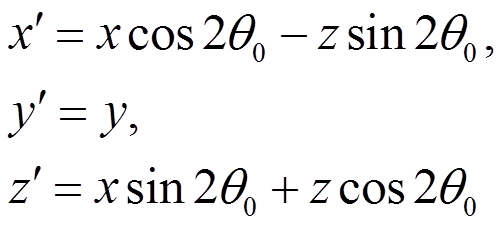 x′ = x cos 2θ₀ − z sin 2θ₀,
y′ = y,
z′ = x sin 2θ₀ + z cos 2θ₀